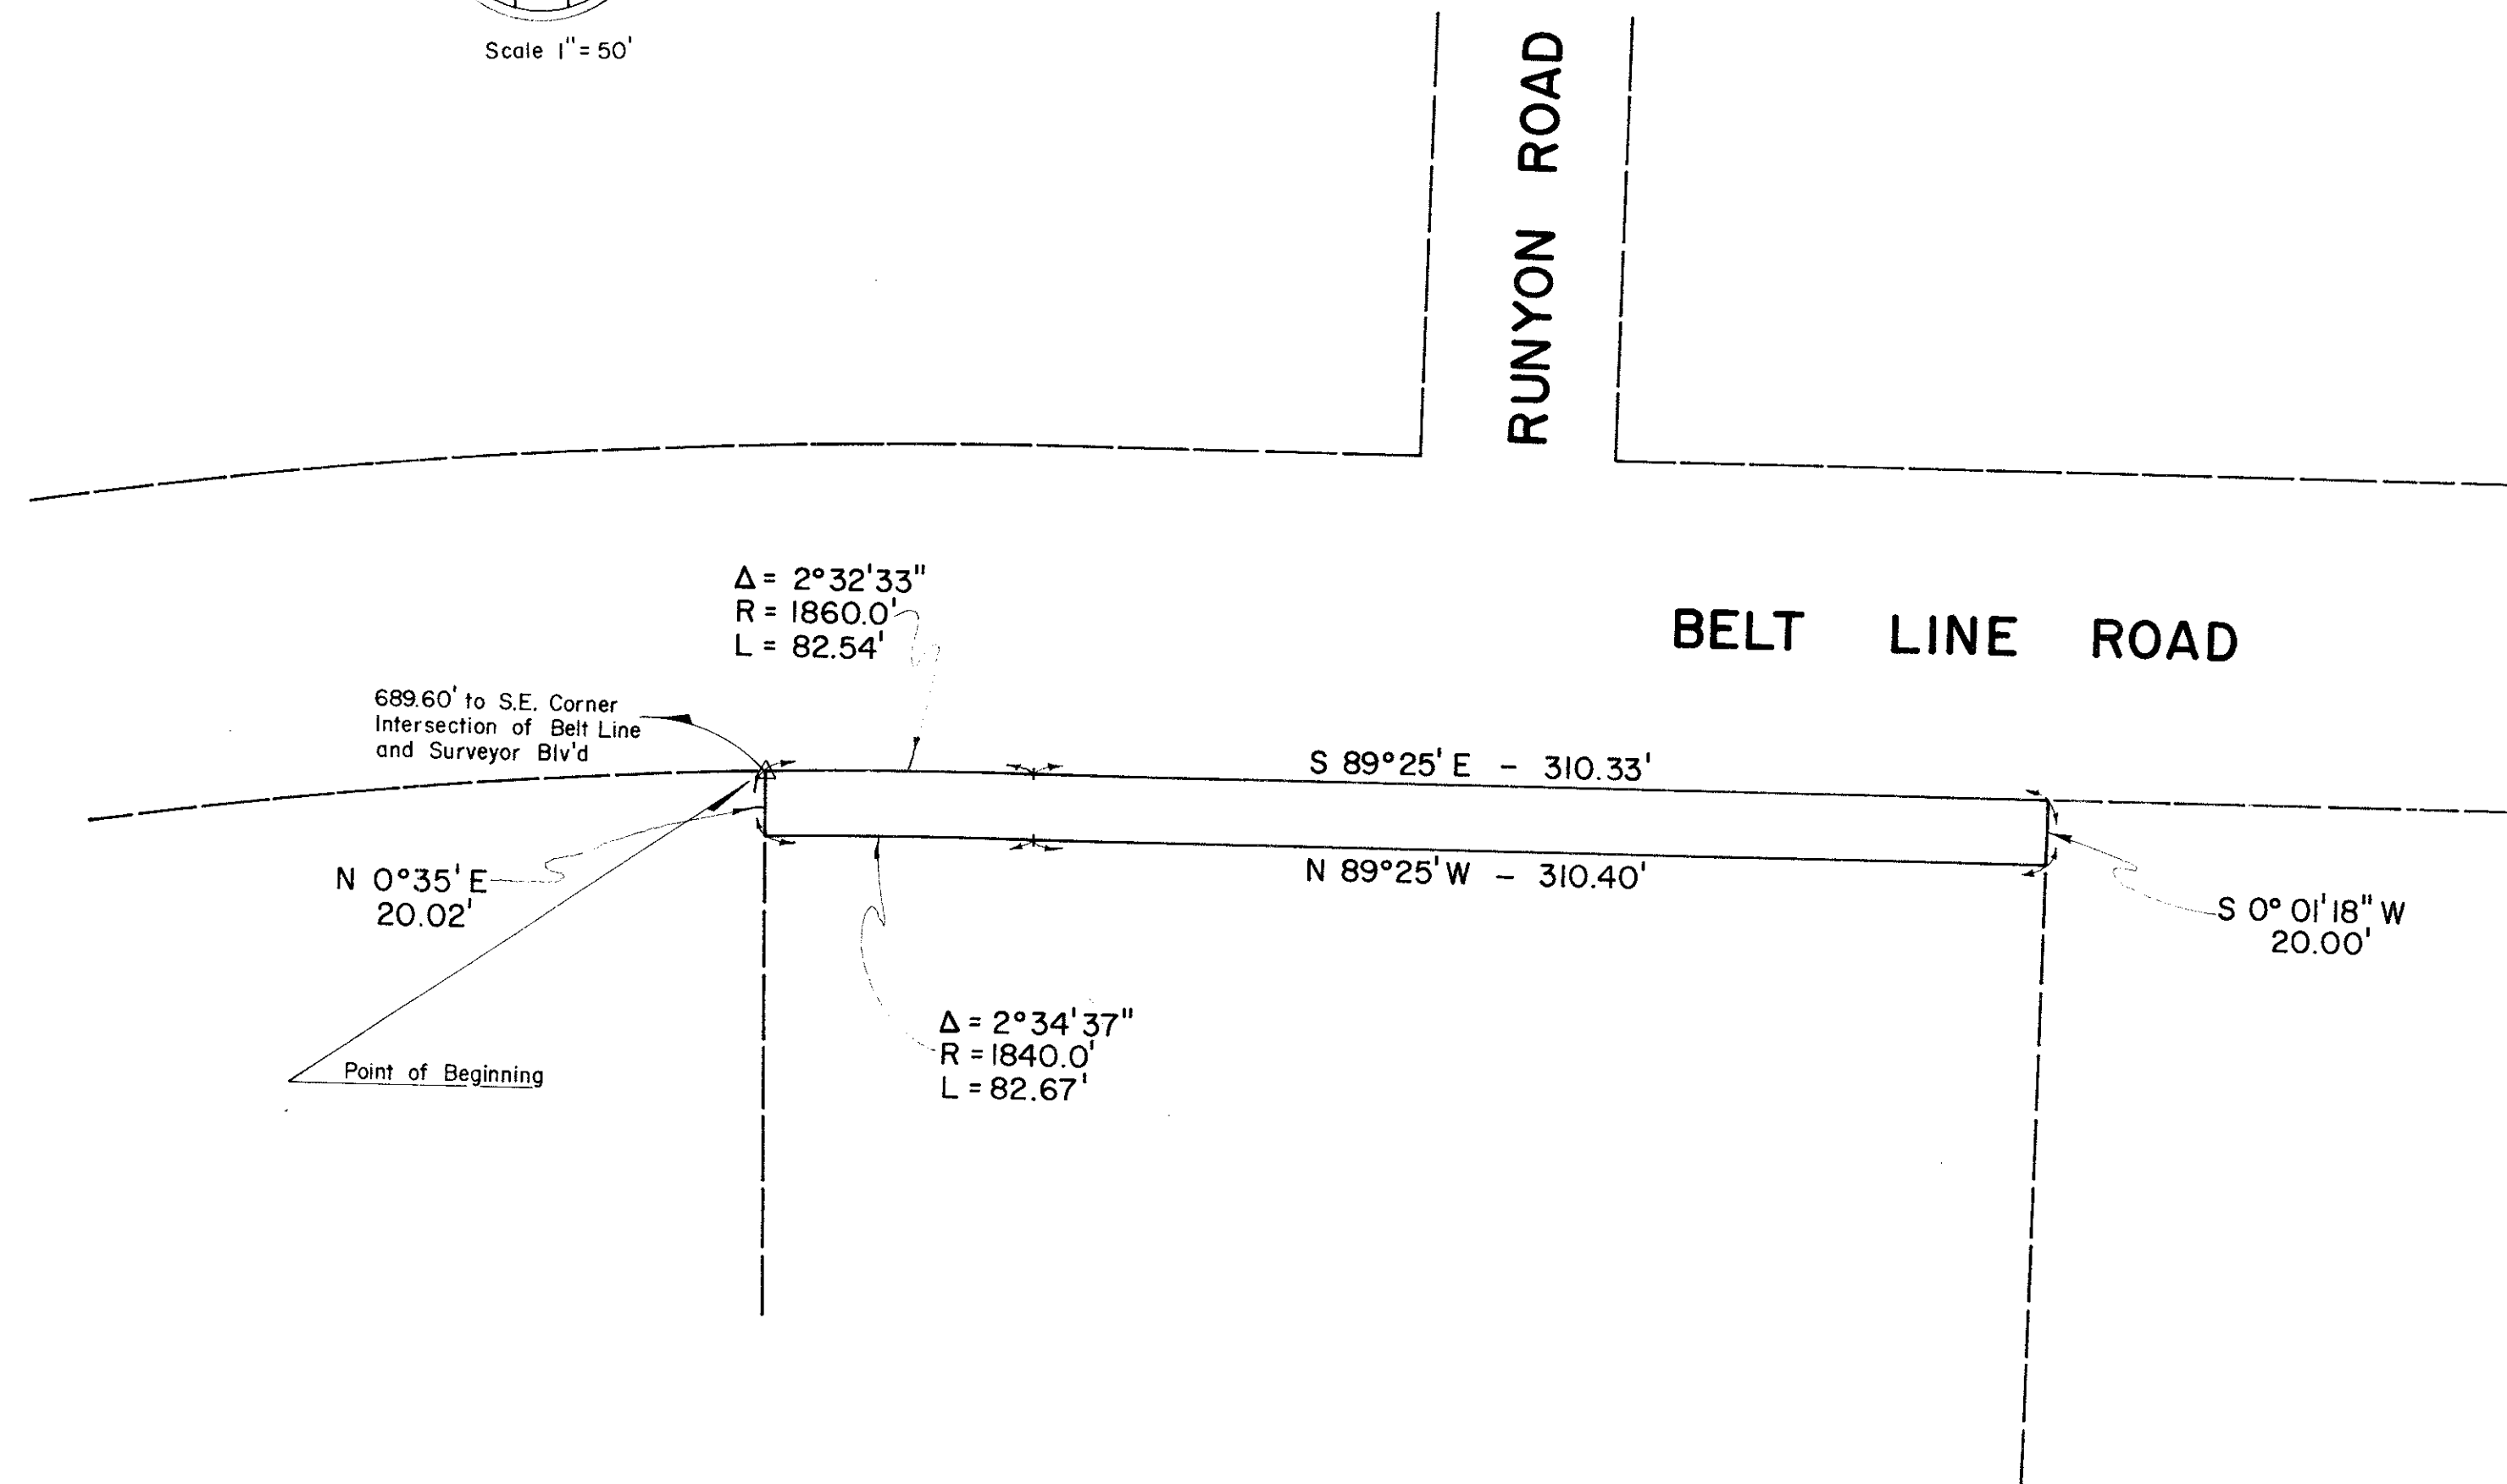 Scale 1"= 50'
RUNYON ROAD
Δ = 2°32'33"
R = 1860.0'
L = 82.54'
BELT LINE ROAD
689.60' to S.E. Corner
Intersection of Belt Line
and Surveyor Blv'd
S 89°25' E - 310.33'
N 89°25' W - 310.40'
N 0°35' E
20.02'
S 0° 01' 18" W
20.00'
Δ = 2°34'37"
R = 1840.0'
L = 82.67'
Point of Beginning